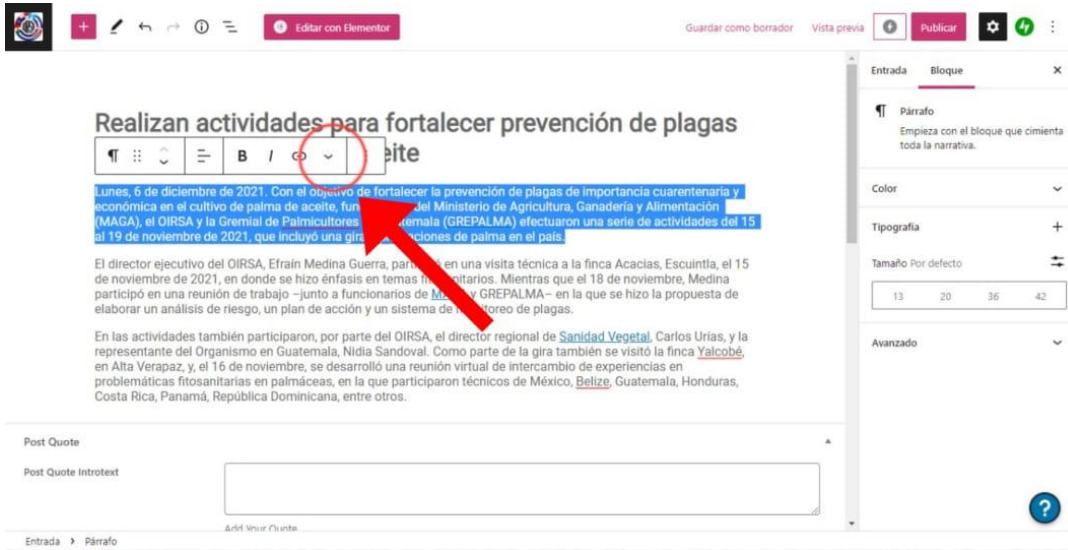 Editar con Elementor
Guardar como borrador
Vista previa
Publicar
Realizan actividades para fortalecer prevención de plagas
eite
B I
Lunes, 6 de diciembre de 2021. Con el objetivo de fortalecer la prevención de plagas de importancia cuarentenaria y
económica en el cultivo de palma de aceite, del Ministerio de Agricultura, Ganadería y Alimentación
(MAGA), el OIRSA y la Gremial de Palmicultores (GREPALMA) efectuaron una serie de actividades del 15
al 19 de noviembre de 2021, que incluyó una gira de palma en el país.
El director ejecutivo del OIRSA, Efraín Medina Guerra, en una visita técnica a la finca Acacias, Escuintla, el 15
de noviembre de 2021, en donde se hizo énfasis en temas Mientras que el 18 de noviembre, Medina
participó en una reunión de trabajo –junto a funcionarios de y GREPALMA– en la que se hizo la propuesta de
elaborar un análisis de riesgo, un plan de acción y un sistema de de plagas.
En las actividades también participaron, por parte del OIRSA, el director regional de Sanidad Vegetal, Carlos Urías, y la
representante del Organismo en Guatemala, Nidia Sandoval. Como parte de la gira también se visitó la finca Yalcobé,
en Alta Verapaz, y, el 16 de noviembre, se desarrolló una reunión virtual de intercambio de experiencias en
problemáticas fitosanitarias en palmáceas, en la que participaron técnicos de México, Belize, Guatemala, Honduras,
Costa Rica, Panamá, República Dominicana, entre otros.
Post Quote
Post Quote Introtext
Add Your Quote
Entrada > Párrafo
Entrada Bloque
Párrafo
Empieza con el bloque que cimienta
toda la narrativa.
Color
Tipografía
Tamaño Por defecto
13 20 36 42
Avanzado